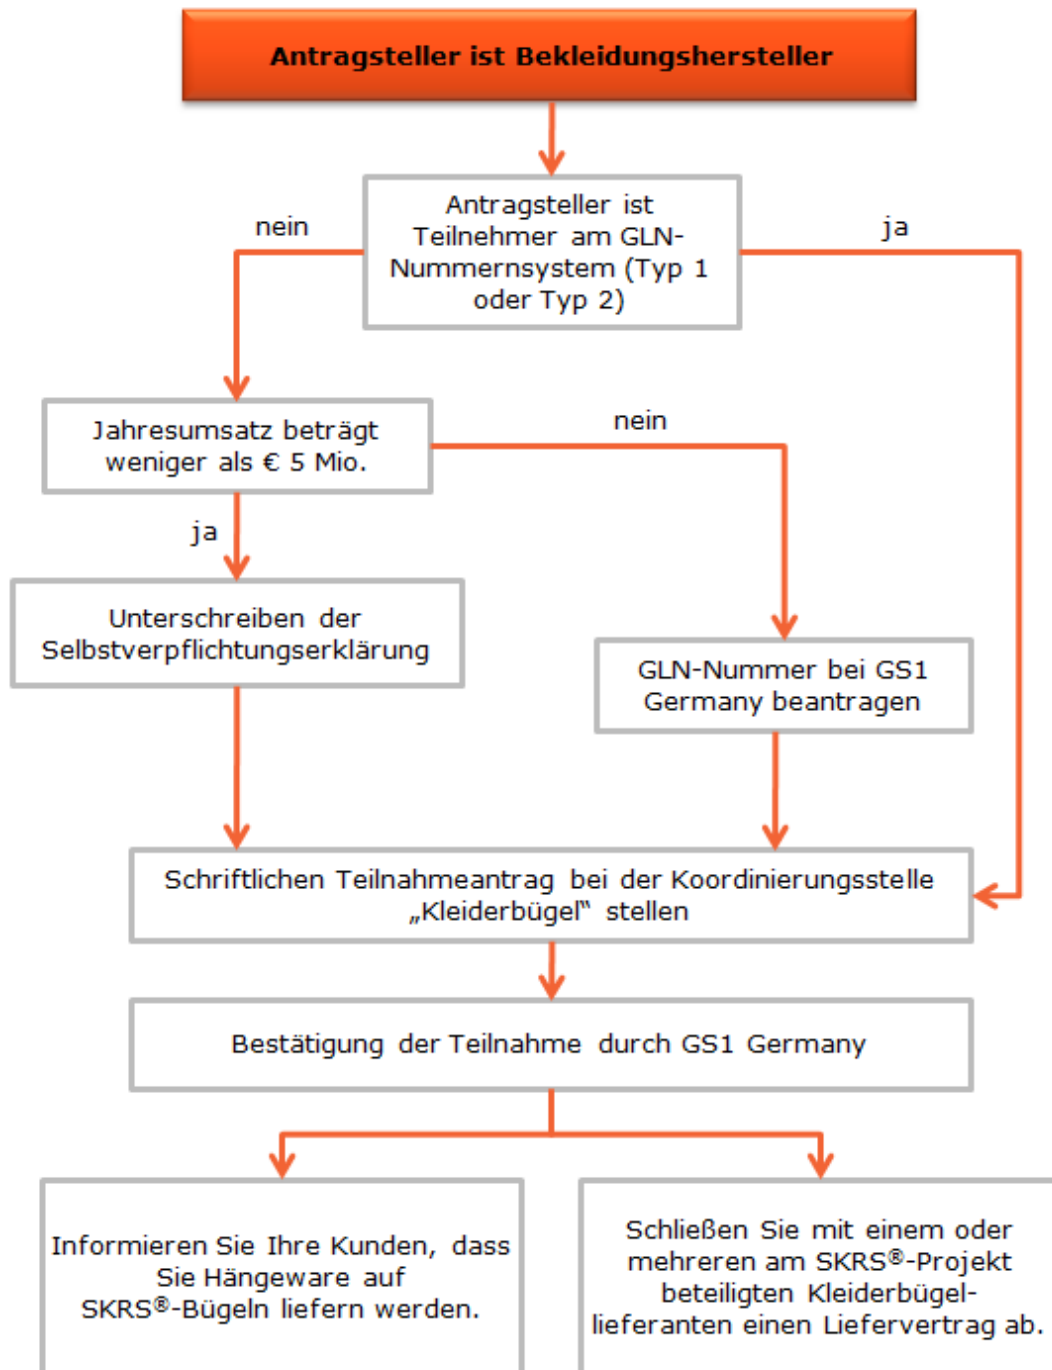 Antragsteller ist Bekleidungshersteller
Antragsteller ist
Teilnehmer am GLN-
Nummernsystem (Typ 1
oder Typ 2)
nein
ja
Jahresumsatz beträgt
weniger als € 5 Mio.
nein
ja
Unterschreiben der
Selbstverpflichtungserklärung
GLN-Nummer bei GS1
Germany beantragen
Schriftlichen Teilnahmeantrag bei der Koordinierungsstelle
„Kleiderbügel“ stellen
Bestätigung der Teilnahme durch GS1 Germany
Informieren Sie Ihre Kunden, dass
Sie Hängeware auf
SKRS®-Bügeln liefern werden.
Schließen Sie mit einem oder
mehreren am SKRS®-Projekt
beteiligten Kleiderbügel-
lieferanten einen Liefervertrag ab.